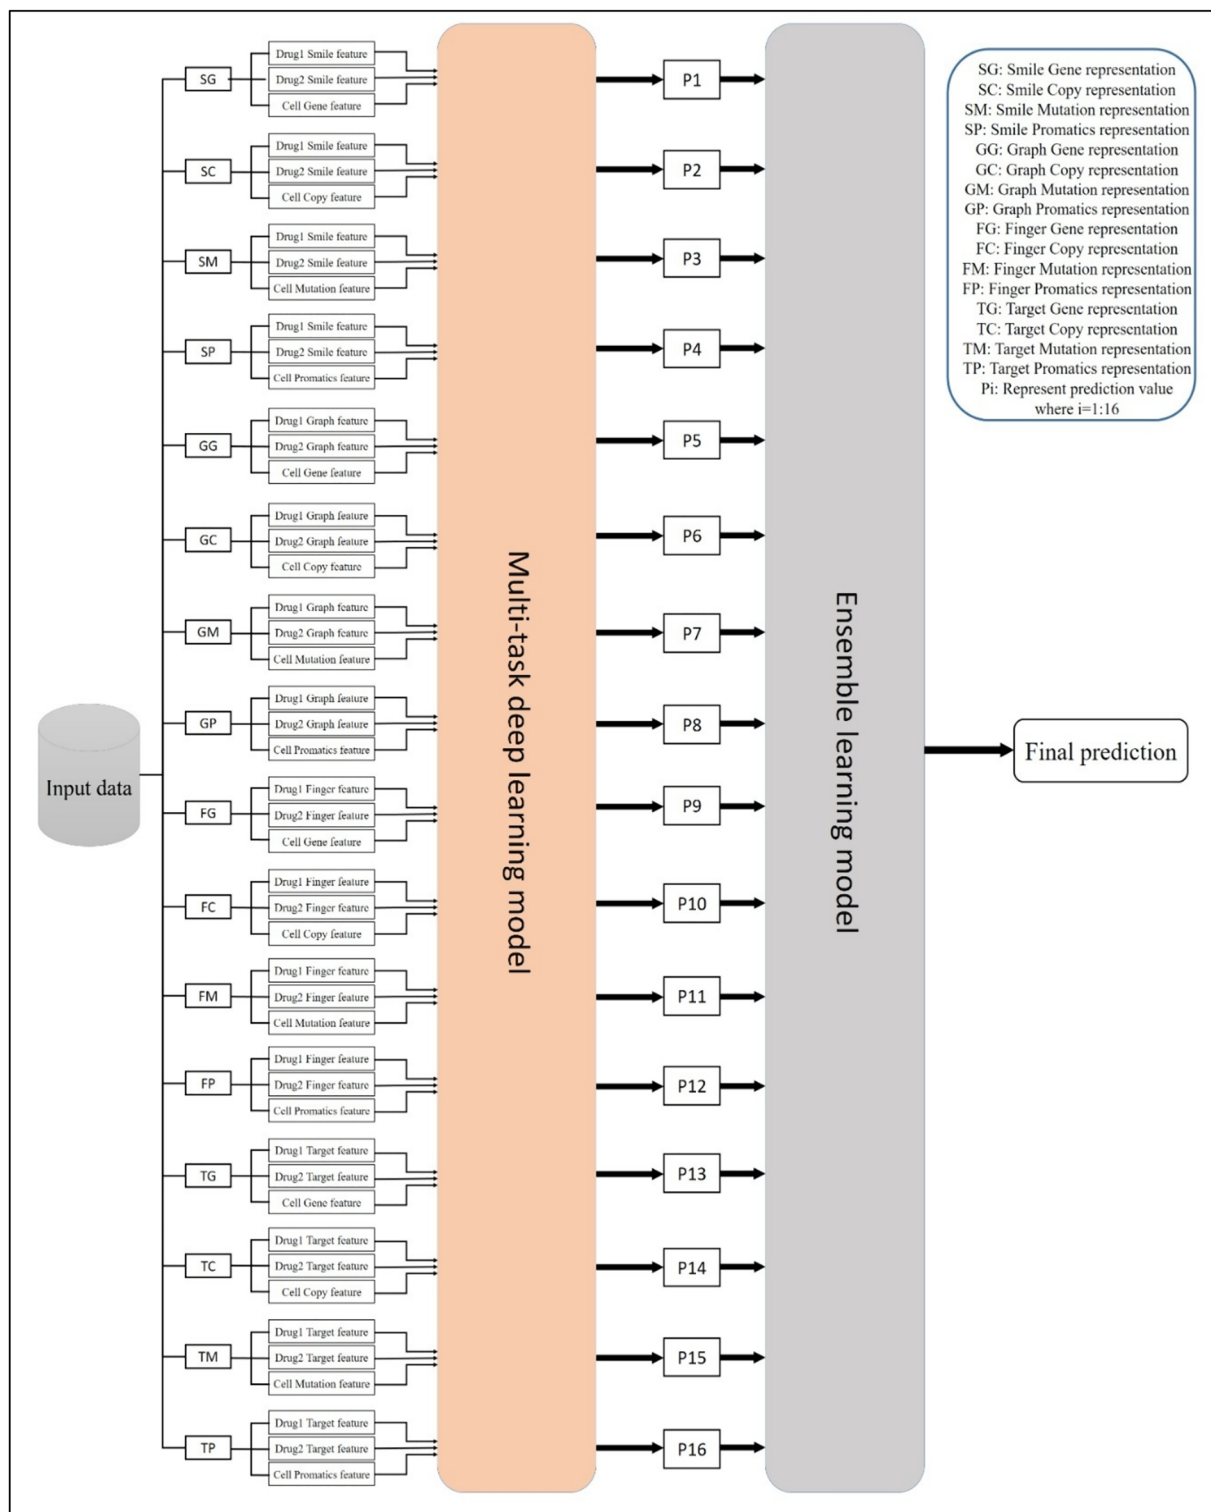 Input data
SG
Drug1 Smile feature
Drug2 Smile feature
Cell Gene feature
SC
Drug1 Smile feature
Drug2 Smile feature
Cell Copy feature
SM
Drug1 Smile feature
Drug2 Smile feature
Cell Mutation feature
SP
Drug1 Smile feature
Drug2 Smile feature
Cell Promatics feature
GG
Drug1 Graph feature
Drug2 Graph feature
Cell Gene feature
GC
Drug1 Graph feature
Drug2 Graph feature
Cell Copy feature
GM
Drug1 Graph feature
Drug2 Graph feature
Cell Mutation feature
GP
Drug1 Graph feature
Drug2 Graph feature
Cell Promatics feature
FG
Drug1 Finger feature
Drug2 Finger feature
Cell Gene feature
FC
Drug1 Finger feature
Drug2 Finger feature
Cell Copy feature
FM
Drug1 Finger feature
Drug2 Finger feature
Cell Mutation feature
FP
Drug1 Finger feature
Drug2 Finger feature
Cell Promatics feature
TG
Drug1 Target feature
Drug2 Target feature
Cell Gene feature
TC
Drug1 Target feature
Drug2 Target feature
Cell Copy feature
TM
Drug1 Target feature
Drug2 Target feature
Cell Mutation feature
TP
Drug1 Target feature
Drug2 Target feature
Cell Promatics feature
Multi-task deep learning model
P1
P2
P3
P4
P5
P6
P7
P8
P9
P10
P11
P12
P13
P14
P15
P16
Ensemble learning model
Final prediction
SG: Smile Gene representation
SC: Smile Copy representation
SM: Smile Mutation representation
SP: Smile Promatics representation
GG: Graph Gene representation
GC: Graph Copy representation
GM: Graph Mutation representation
GP: Graph Promatics representation
FG: Finger Gene representation
FC: Finger Copy representation
FM: Finger Mutation representation
FP: Finger Promatics representation
TG: Target Gene representation
TC: Target Copy representation
TM: Target Mutation representation
TP: Target Promatics representation
Pi: Represent prediction value
where i=1:16